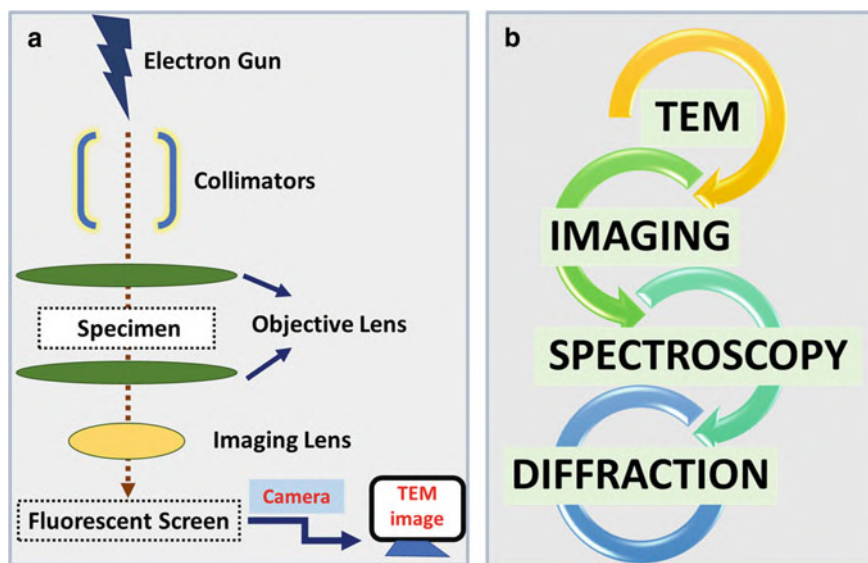 a
Electron Gun
Collimators
Specimen
Objective Lens
Imaging Lens
Fluorescent Screen
Camera
TEM
image
b
TEM
IMAGING
SPECTROSCOPY
DIFFRACTION